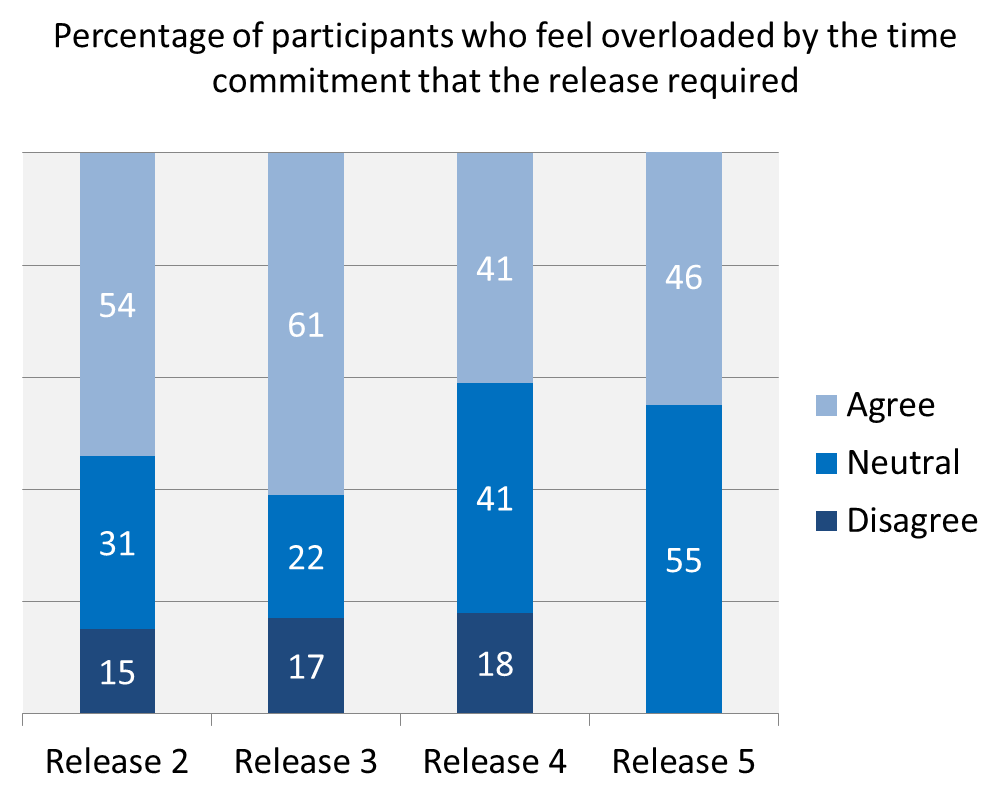 Percentage of participants who feel overloaded by the time
commitment that the release required
54
61
41
46
31
22
41
55
15
17
18
Agree
Neutral
Disagree
Release 2
Release 3
Release 4
Release 5